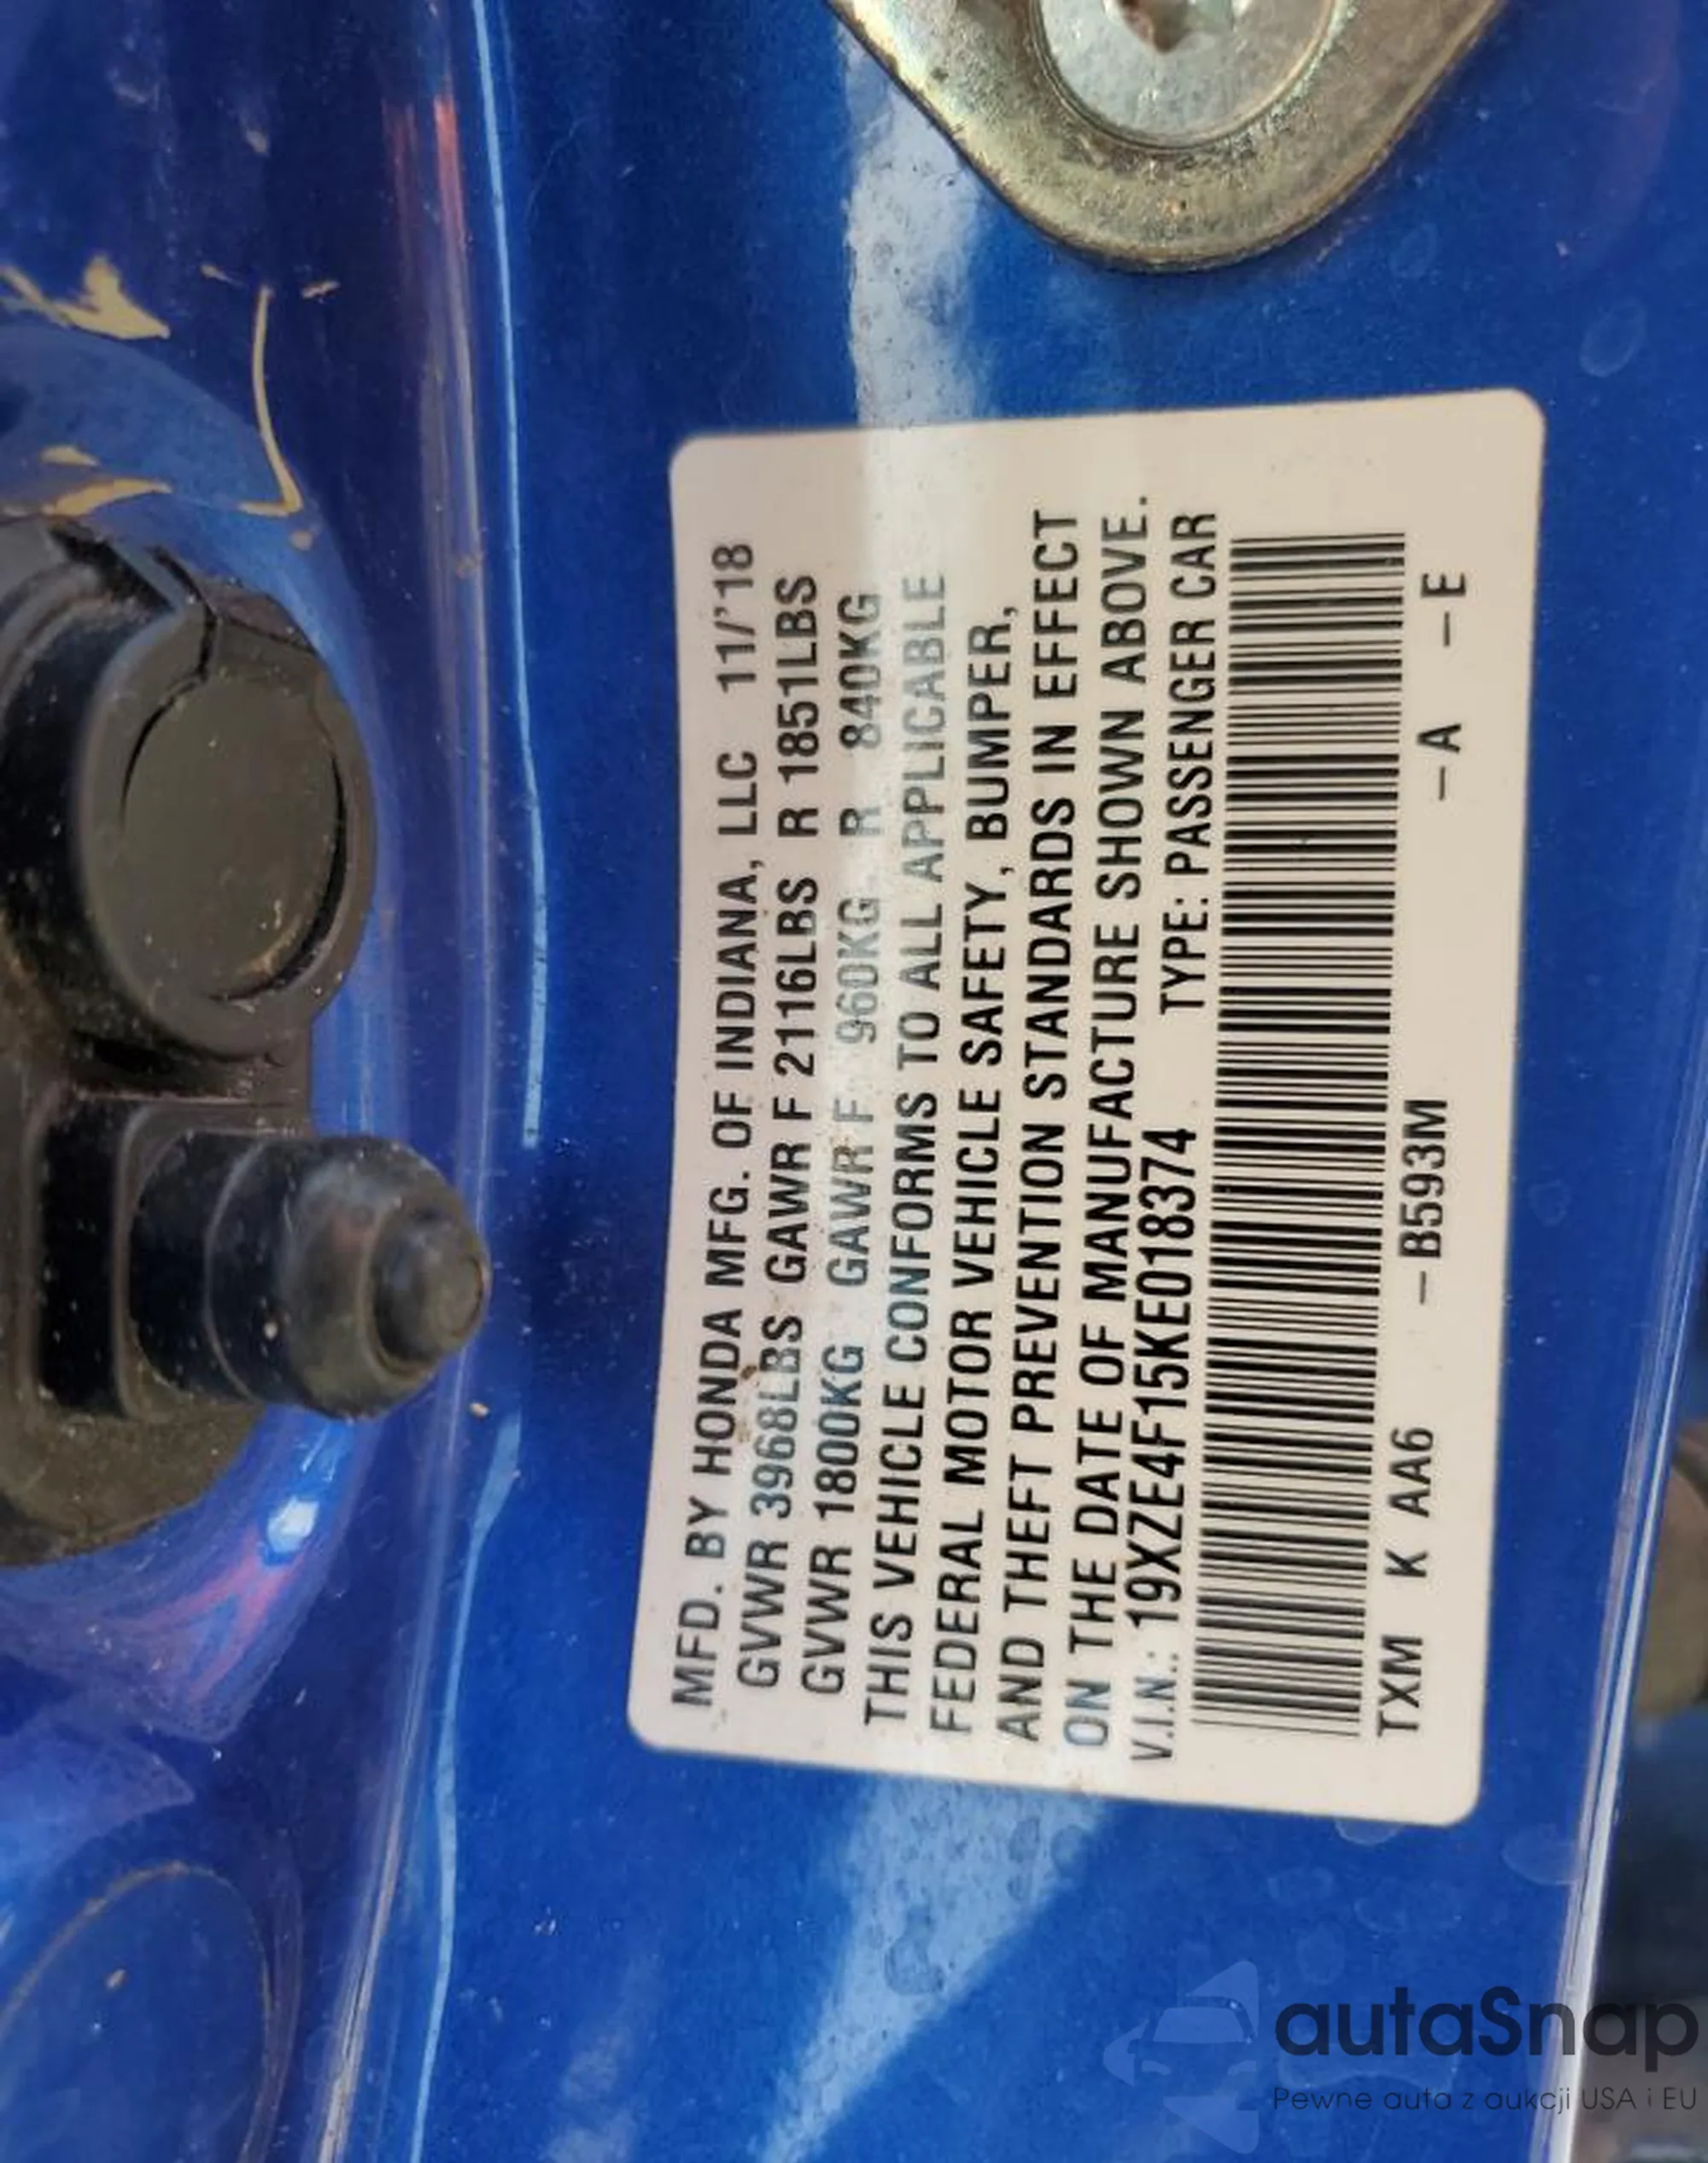 MFD. BY HONDA MFG. OF INDIANA, LLC 11/'18
GVWR 3968LBS GAWR F 2116LBS R 1851LBS
GVWR 1800KG GAWR F 960KG R 840KG
THIS VEHICLE CONFORMS TO ALL APPLICABLE
FEDERAL MOTOR VEHICLE SAFETY, BUMPER,
AND THEFT PREVENTION STANDARDS IN EFFECT
ON THE DATE OF MANUFACTURE SHOWN ABOVE.
V.I.N.: 19XZE4F15KE018374 TYPE: PASSENGER CAR
TXM K AA6 –B593M –A –E
autaSnap
Pewne auta z aukcji USA i EU